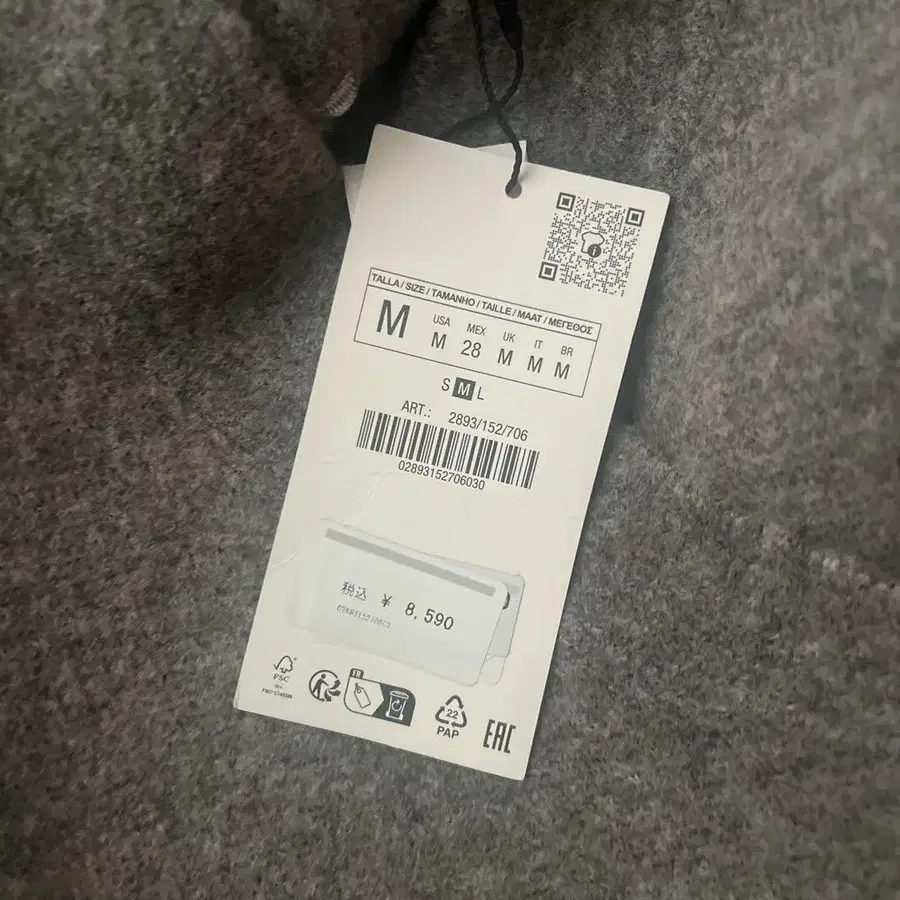 TALLA / SIZE / TAMANHO / TAILLE / MAAT / ΜΕΓΕΘΟΣ
M
USA MEX UK IT BR
M 28 M M M
S M L
ART.: 2893/152/706
02893152706030
税込 ¥ 8,590
FSC
FR
22
PAP
EAC